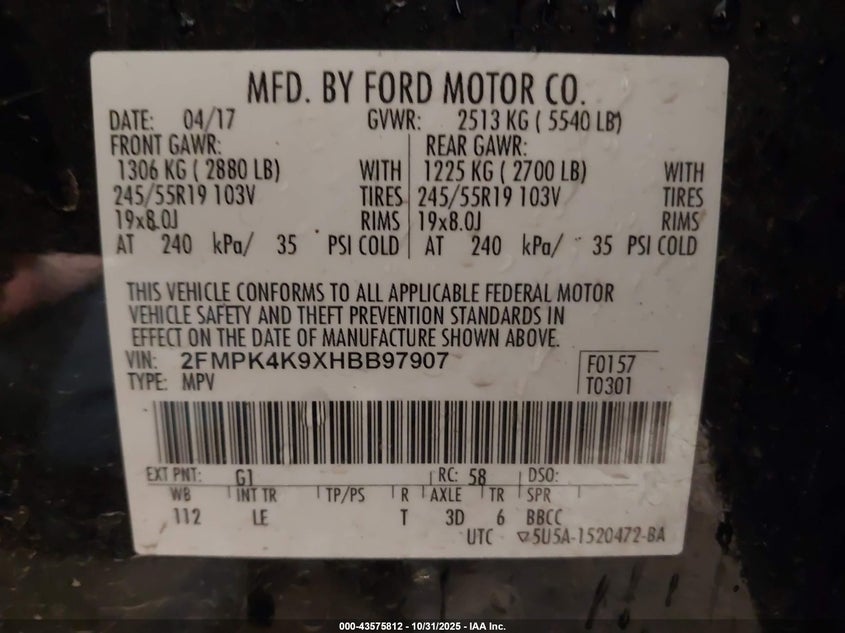 MFD. BY FORD MOTOR CO.
DATE: 04/17 GVWR: 2513 KG ( 5540 LB)
FRONT GAWR: REAR GAWR:
1306 KG ( 2880 LB) WITH 1225 KG ( 2700 LB) WITH
245/55R19 103V TIRES 245/55R19 103V TIRES
19x8.0J RIMS 19x8.0J RIMS
AT 240 kPa/ 35 PSI COLD AT 240 kPa/ 35 PSI COLD
THIS VEHICLE CONFORMS TO ALL APPLICABLE FEDERAL MOTOR
VEHICLE SAFETY AND THEFT PREVENTION STANDARDS IN
EFFECT ON THE DATE OF MANUFACTURE SHOWN ABOVE.
VIN: 2FMPK4K9XHBB97907 F0157
TYPE: MPV T0301
EXT PNT: G1 RC: 58 DSO:
WB INT TR TP/PS R AXLE TR SPR
112 LE T 3D 6 BBCC
UTC ▽5U5A-1520472-BA
000-43575812 - 10/31/2025 - IAA Inc.